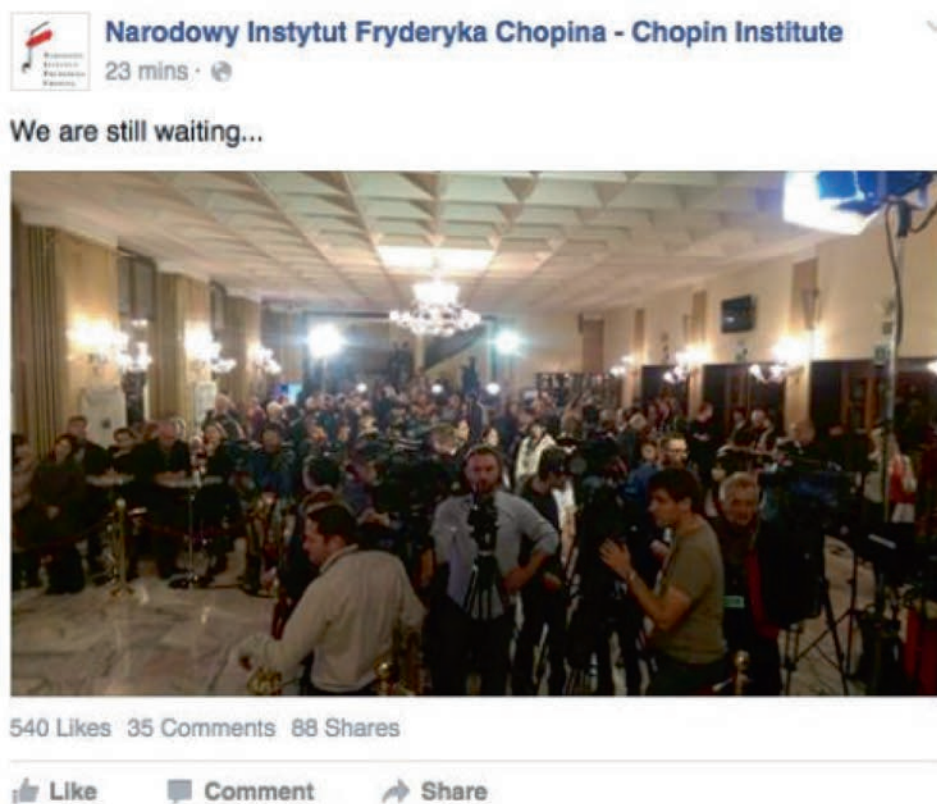 Narodowy Instytut Fryderyka Chopina - Chopin Institute
23 mins ·
We are still waiting...
540 Likes 35 Comments 88 Shares
Like Comment Share